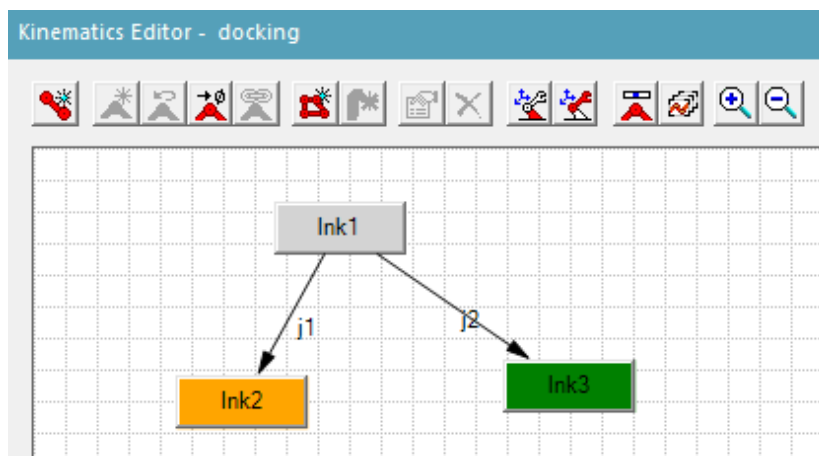 Kinematics Editor - docking
lnk1
j1
j2
lnk2
lnk3